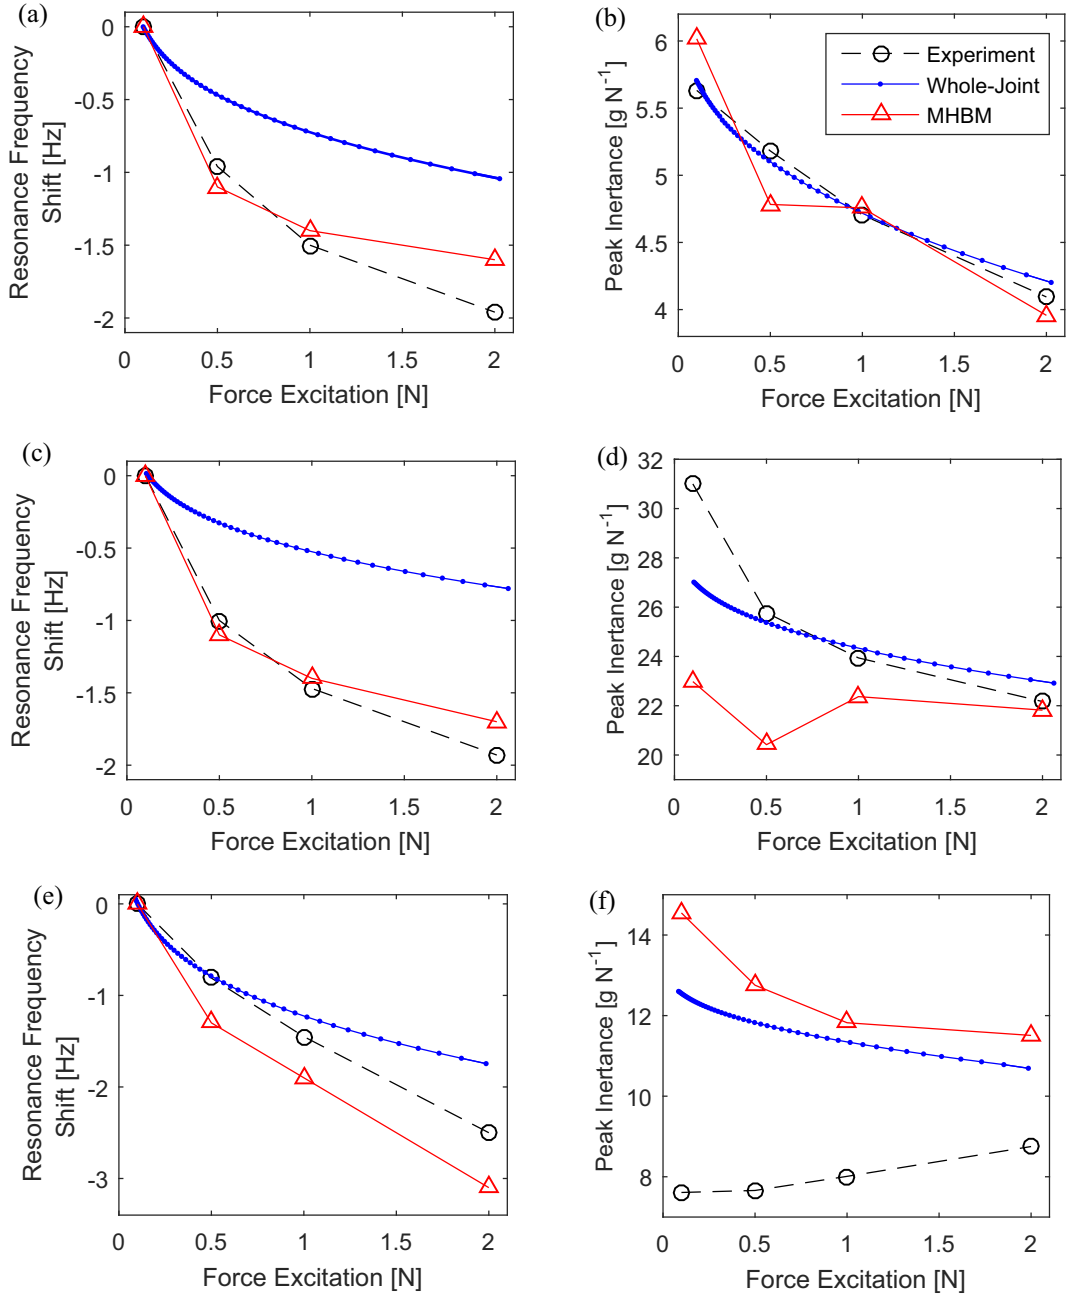 (a)
0
-0.5
-1
-1.5
-2
0 0.5 1 1.5 2
Resonance Frequency
Shift [Hz]
Force Excitation [N]
(b)
6
5.5
5
4.5
4
0 0.5 1 1.5 2
Peak Inertance [g N⁻¹]
Force Excitation [N]
Experiment
Whole-Joint
MHBM
(c)
0
-0.5
-1
-1.5
-2
0 0.5 1 1.5 2
Resonance Frequency
Shift [Hz]
Force Excitation [N]
(d)
32
30
28
26
24
22
20
0 0.5 1 1.5 2
Peak Inertance [g N⁻¹]
Force Excitation [N]
(e)
0
-1
-2
-3
0 0.5 1 1.5 2
Resonance Frequency
Shift [Hz]
Force Excitation [N]
(f)
14
12
10
8
0 0.5 1 1.5 2
Peak Inertance [g N⁻¹]
Force Excitation [N]